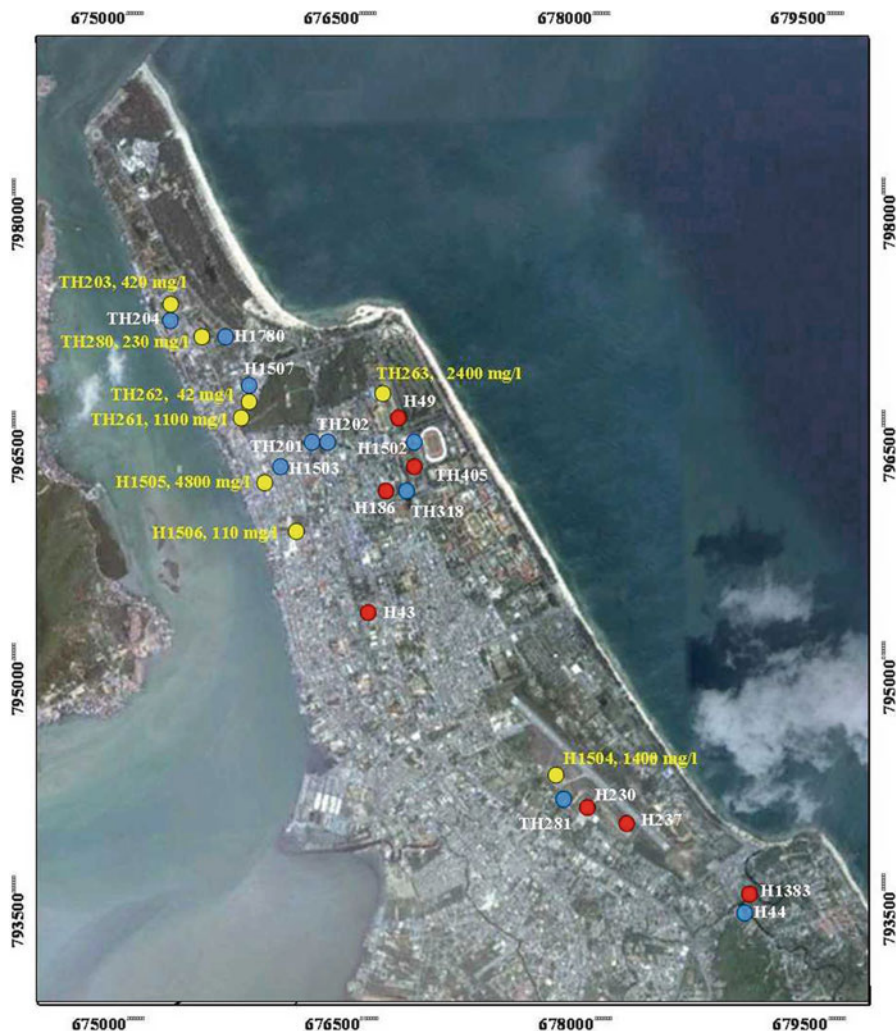 675000 676500 678000 679500
798000 798000
TH203, 420 mg/l
TH204
TH280, 230 mg/l H1780
H1507
TH263, 2400 mg/l
TH262, 42 mg/l
TH261, 1100 mg/l
H49
TH202
796500 TH201 H1502 796500
H1503 TH405
H1505, 4800 mg/l
H186 TH318
H1506, 110 mg/l
H43
795000 795000
H1504, 1400 mg/l
H230
TH281 H237
H1383
793500 H44 793500
675000 676500 678000 679500